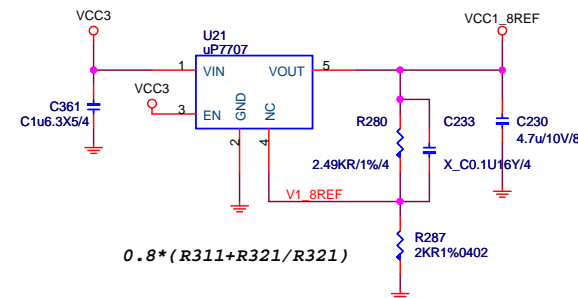 VCC3
VCC1_8REF
U21
uP7707
1
VIN
VOUT
5
VCC3
3
EN
GND
NC
2
4
C361
C1u6.3X5/4
R280
2.49KR/1%/4
C233
X_C0.1U16Y/4
C230
4.7u/10V/8
V1_8REF
R287
2KR1%0402
0.8*(R311+R321/R321)